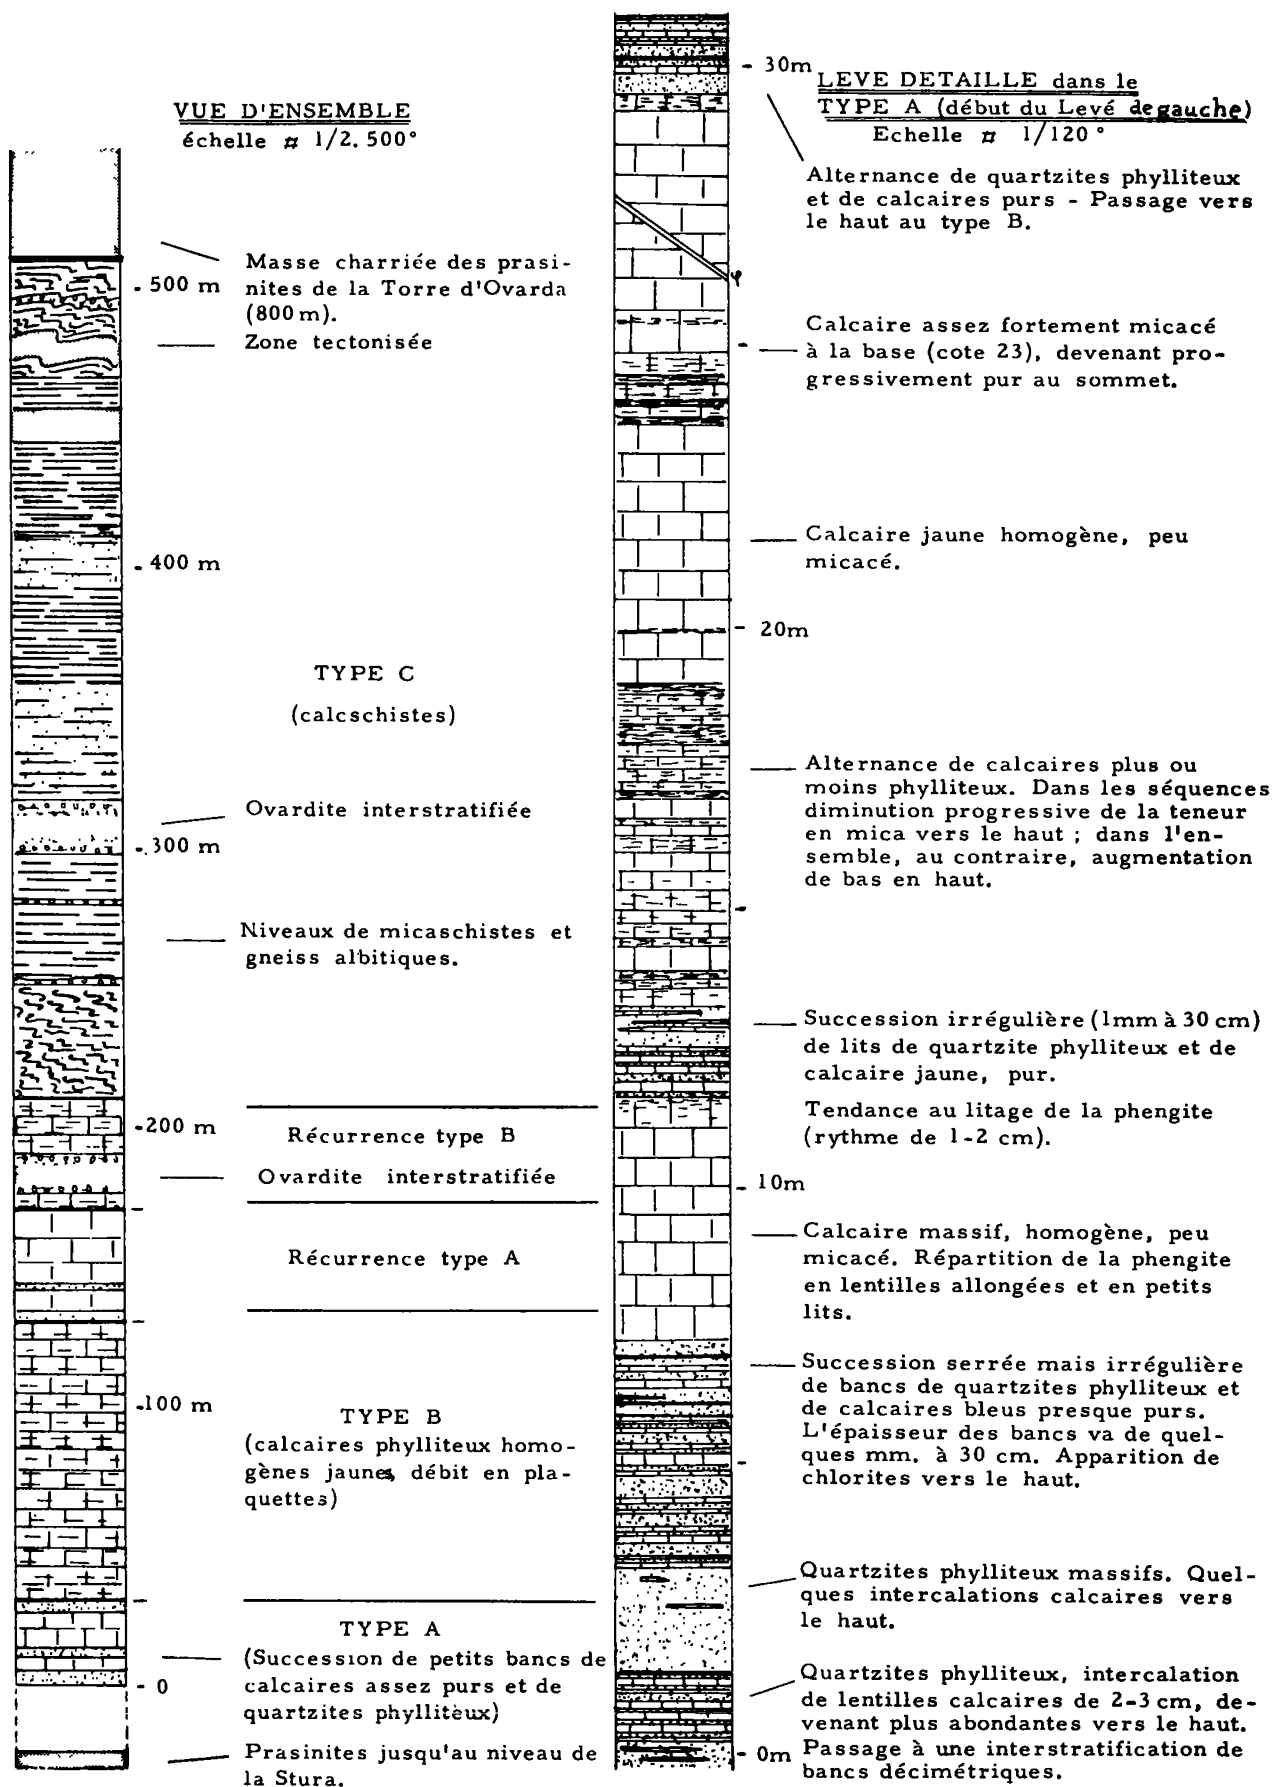 VUE D'ENSEMBLE
échelle # 1/2.500°
Masse charriée des prasi-
nites de la Torre d'Ovarda
(800 m).
Zone tectonisée
500 m
400 m
TYPE C
(calcschistes)
Ovardite interstratifiée
300 m
Niveaux de micaschistes et
gneiss albitiques.
200 m
Récurrence type B
Ovardite interstratifiée
Récurrence type A
100 m
TYPE B
(calcaires phylliteux homo-
gènes jaunes, débit en pla-
quettes)
TYPE A
(Succession de petits bancs de
calcaires assez purs et de
quartzites phylliteux)
0
Prasinites jusqu'au niveau de
la Stura.
30m
LEVE DETAILLE dans le
TYPE A (début du Levé de gauche)
Echelle # 1/120°
Alternance de quartzites phylliteux
et de calcaires purs - Passage vers
le haut au type B.
φ
Calcaire assez fortement micacé
à la base (cote 23), devenant pro-
gressivement pur au sommet.
Calcaire jaune homogène, peu
micacé.
20m
Alternance de calcaires plus ou
moins phylliteux. Dans les séquences
diminution progressive de la teneur
en mica vers le haut ; dans l'en-
semble, au contraire, augmentation
de bas en haut.
Succession irrégulière (1mm à 30 cm)
de lits de quartzite phylliteux et de
calcaire jaune, pur.
Tendance au litage de la phengite
(rythme de 1-2 cm).
10m
Calcaire massif, homogène, peu
micacé. Répartition de la phengite
en lentilles allongées et en petits
lits.
Succession serrée mais irrégulière
de bancs de quartzites phylliteux et
de calcaires bleus presque purs.
L'épaisseur des bancs va de quel-
ques mm. à 30 cm. Apparition de
chlorites vers le haut.
Quartzites phylliteux massifs. Quel-
ques intercalations calcaires vers
le haut.
Quartzites phylliteux, intercalation
de lentilles calcaires de 2-3 cm, de-
venant plus abondantes vers le haut.
0m
Passage à une interstratification de
bancs décimétriques.